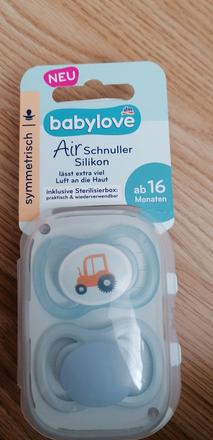 NEU
symmetrisch
babylove
Air Schnuller
Silikon
lässt extra viel
Luft an die Haut
inklusive Sterilisierbox:
praktisch & wiederverwendbar
ab 16
Monaten